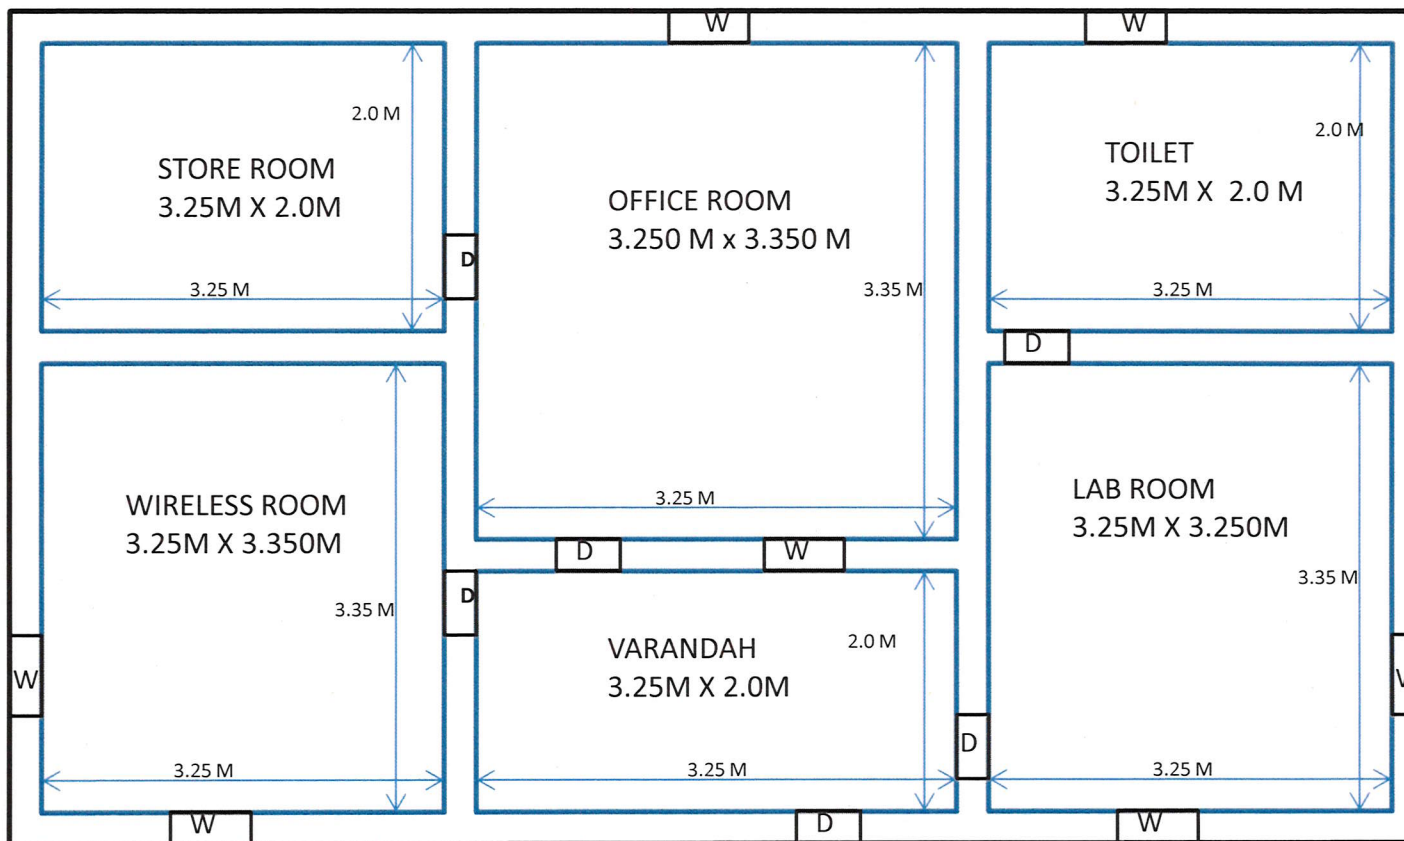 W
W
2.0 M
2.0 M
STORE ROOM
3.25M X 2.0M
OFFICE ROOM
3.250 M x 3.350 M
TOILET
3.25M X 2.0 M
D
3.25 M
3.35 M
3.25 M
D
WIRELESS ROOM
3.25M X 3.350M
3.25 M
LAB ROOM
3.25M X 3.250M
D
W
D
3.35 M
3.35 M
VARANDAH
3.25M X 2.0M
2.0 M
W
D
3.25 M
3.25 M
3.25 M
W
D
W